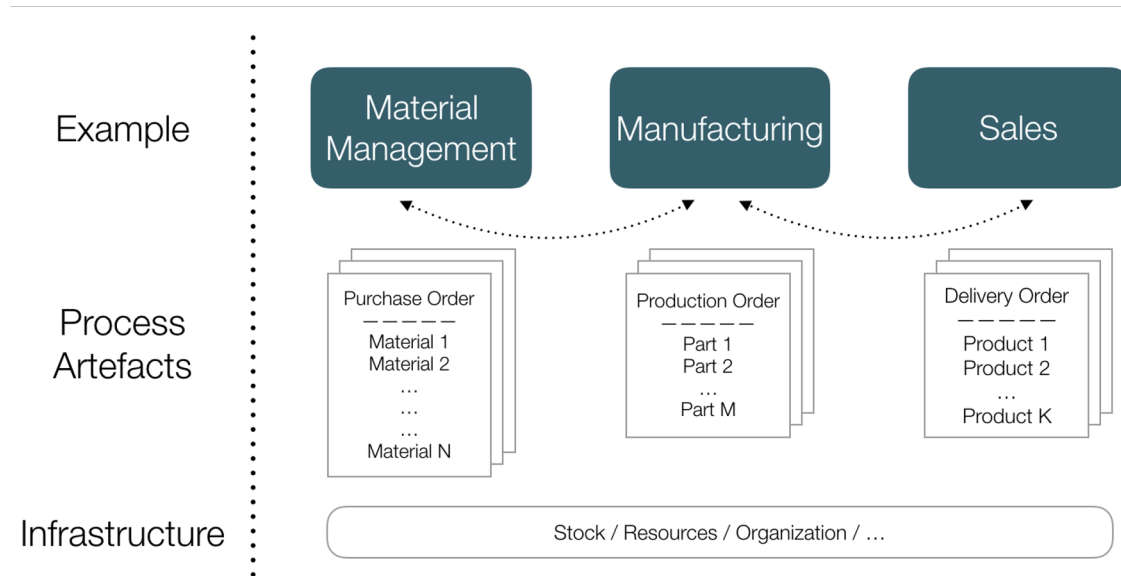 Example
Material
Management
Manufacturing
Sales
Process
Artefacts
Purchase Order
— — — — —
Material 1
Material 2
...
...
...
Material N
Production Order
— — — — —
Part 1
Part 2
...
Part M
Delivery Order
— — — — —
Product 1
Product 2
...
Product K
Infrastructure
Stock / Resources / Organization / ...